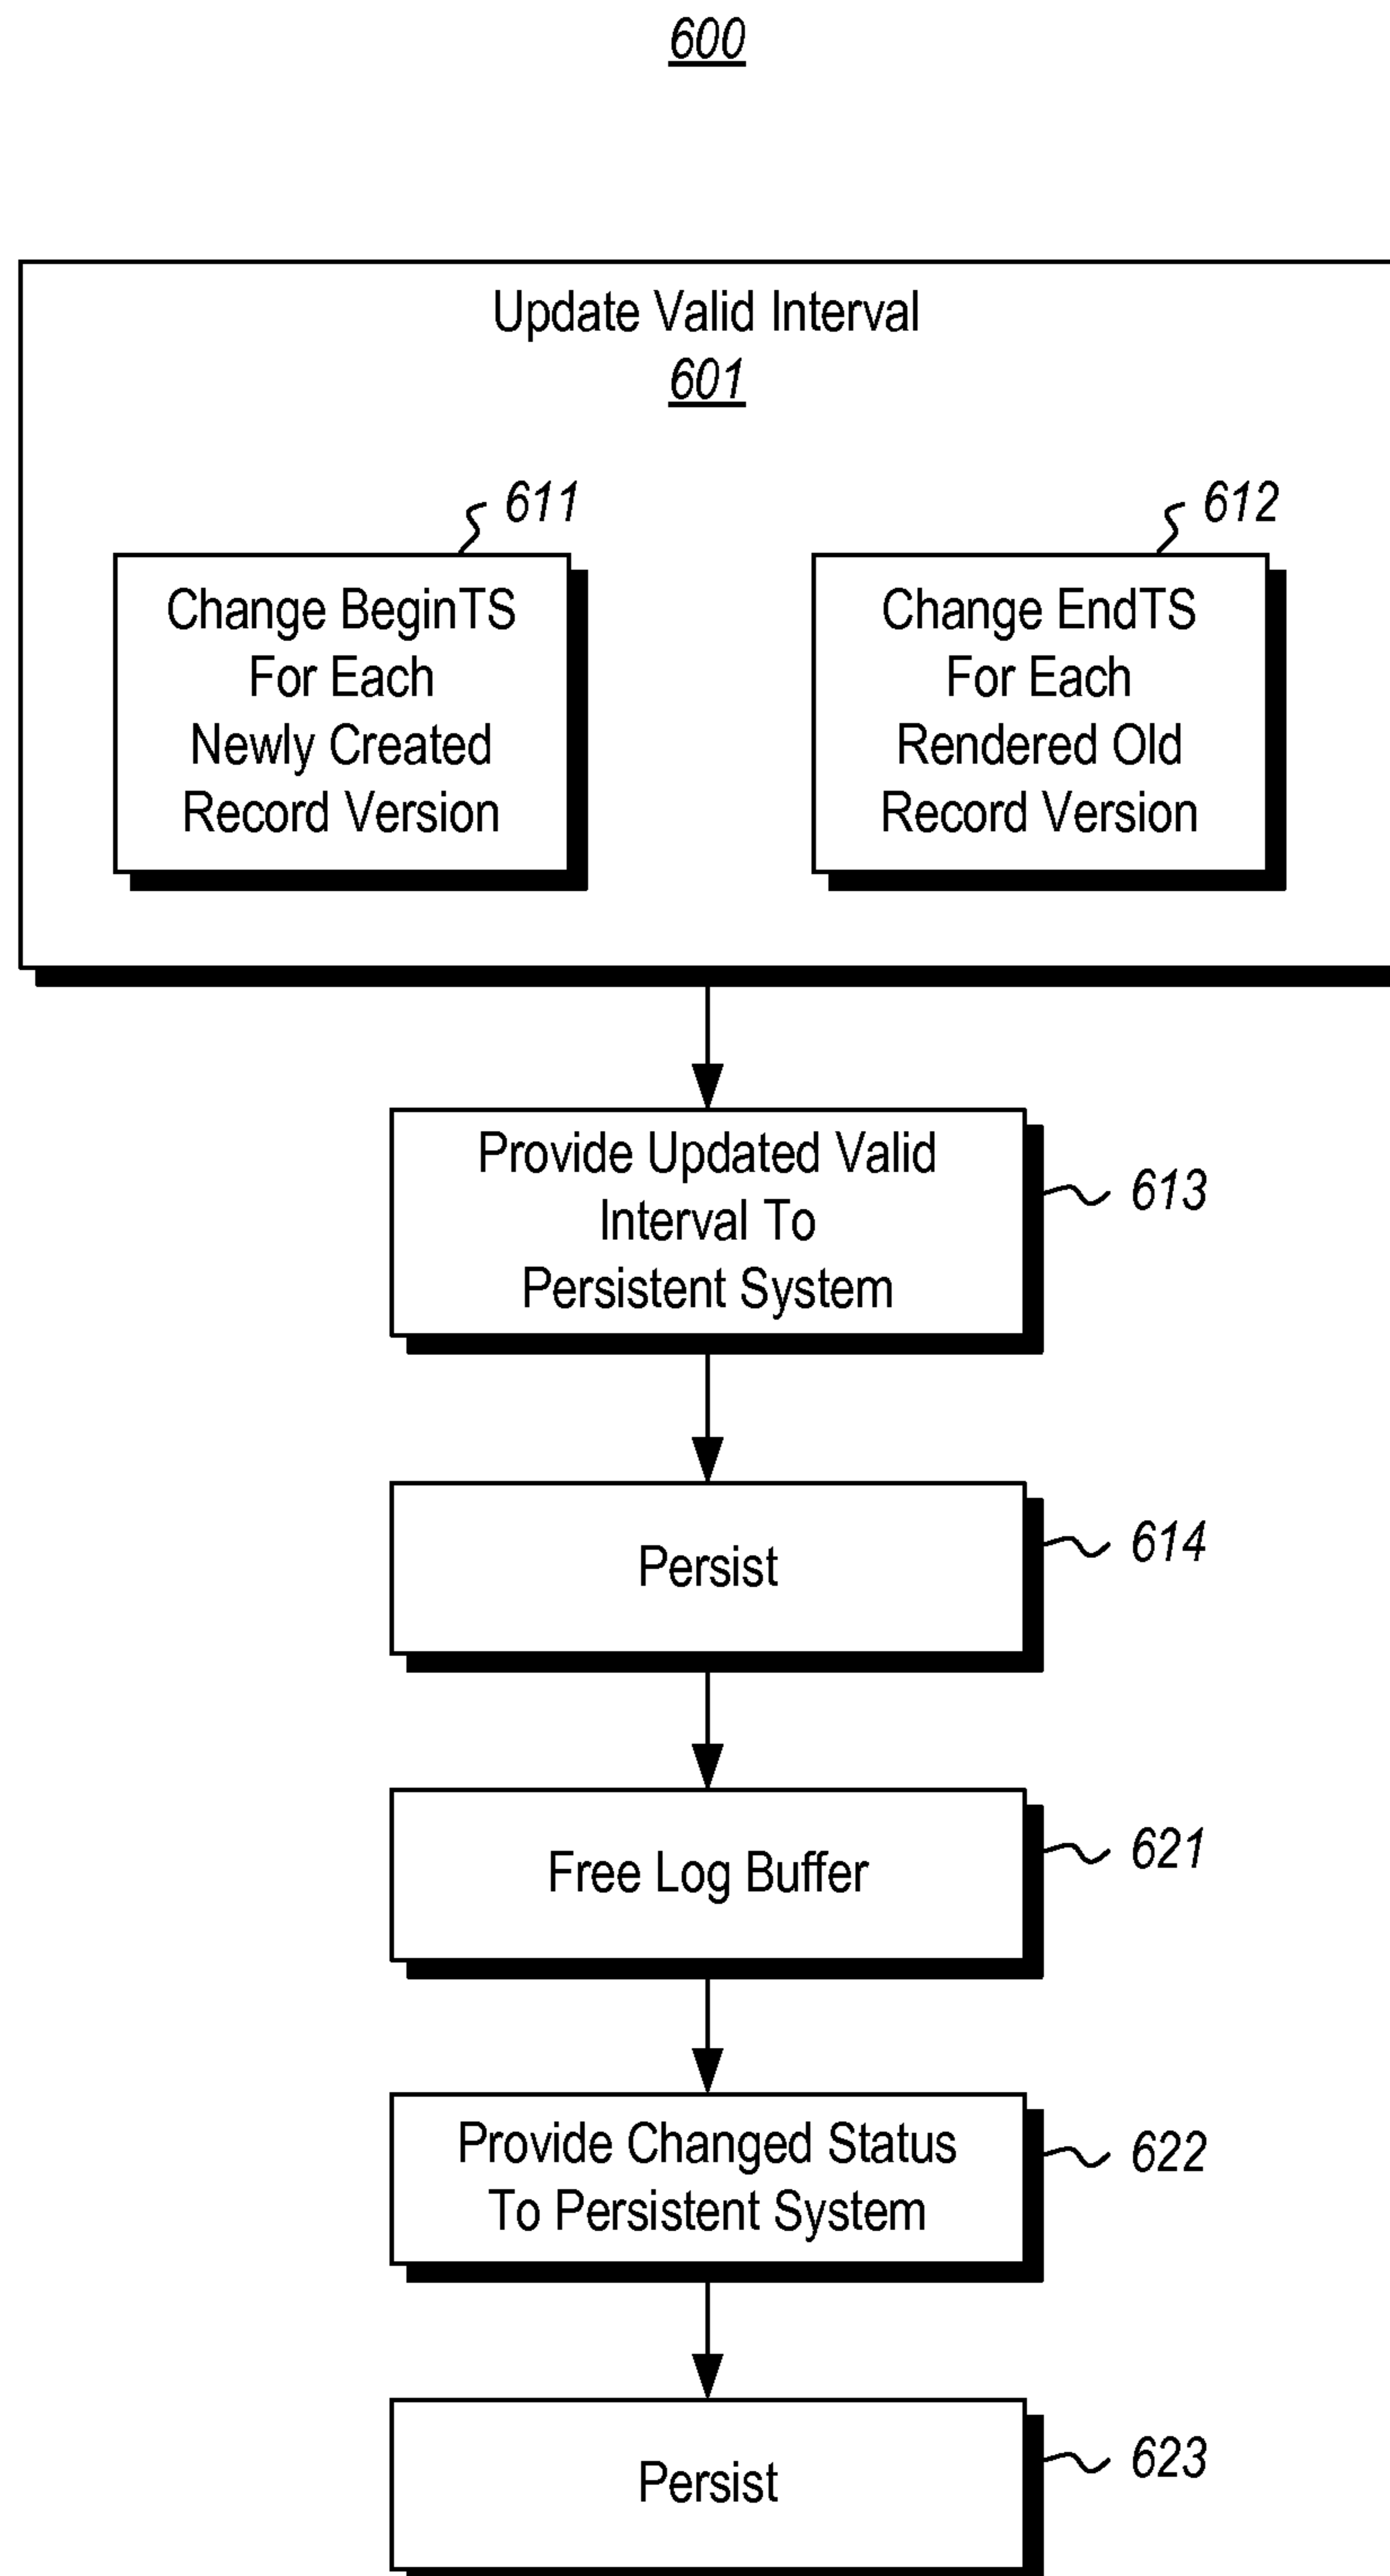 600
Update Valid Interval
601
611
Change BeginTS
For Each
Newly Created
Record Version
612
Change EndTS
For Each
Rendered Old
Record Version
Provide Updated Valid
Interval To
Persistent System
613
Persist
614
Free Log Buffer
621
Provide Changed Status
To Persistent System
622
Persist
623